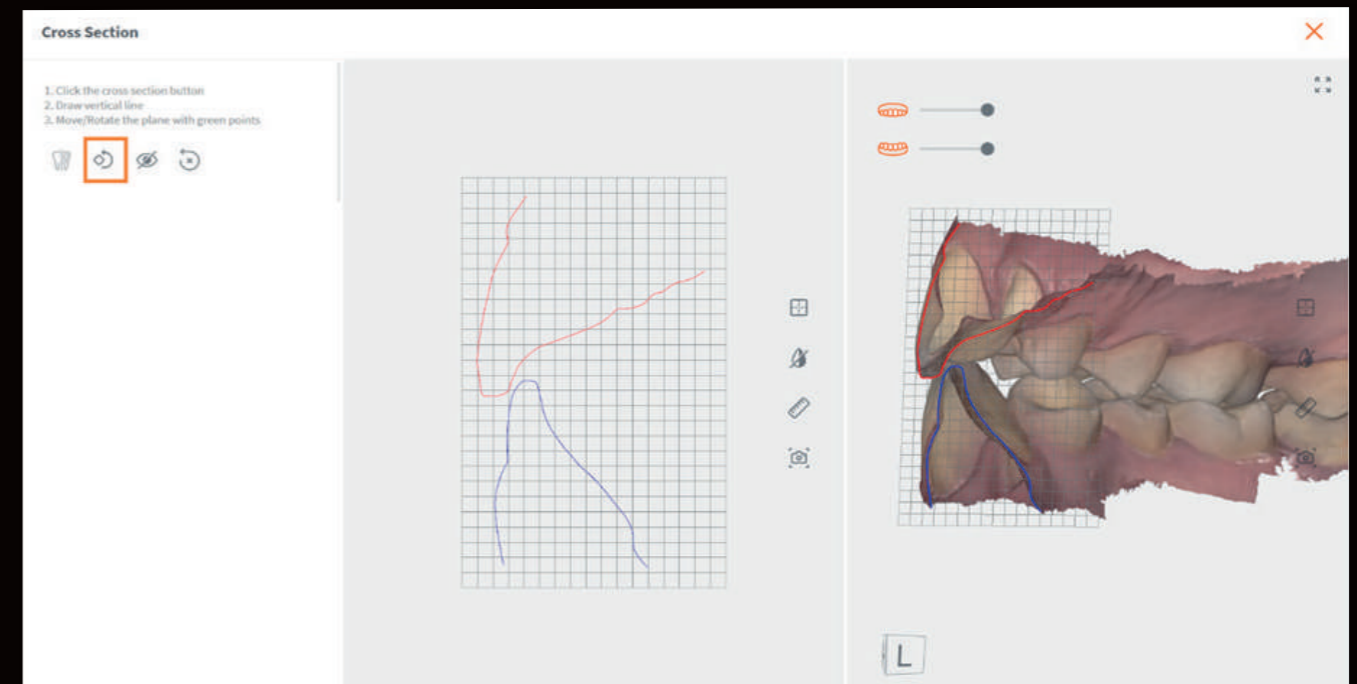 Cross Section
1. Click the cross section button
2. Draw vertical line
3. Move/Rotate the plane with green points
L